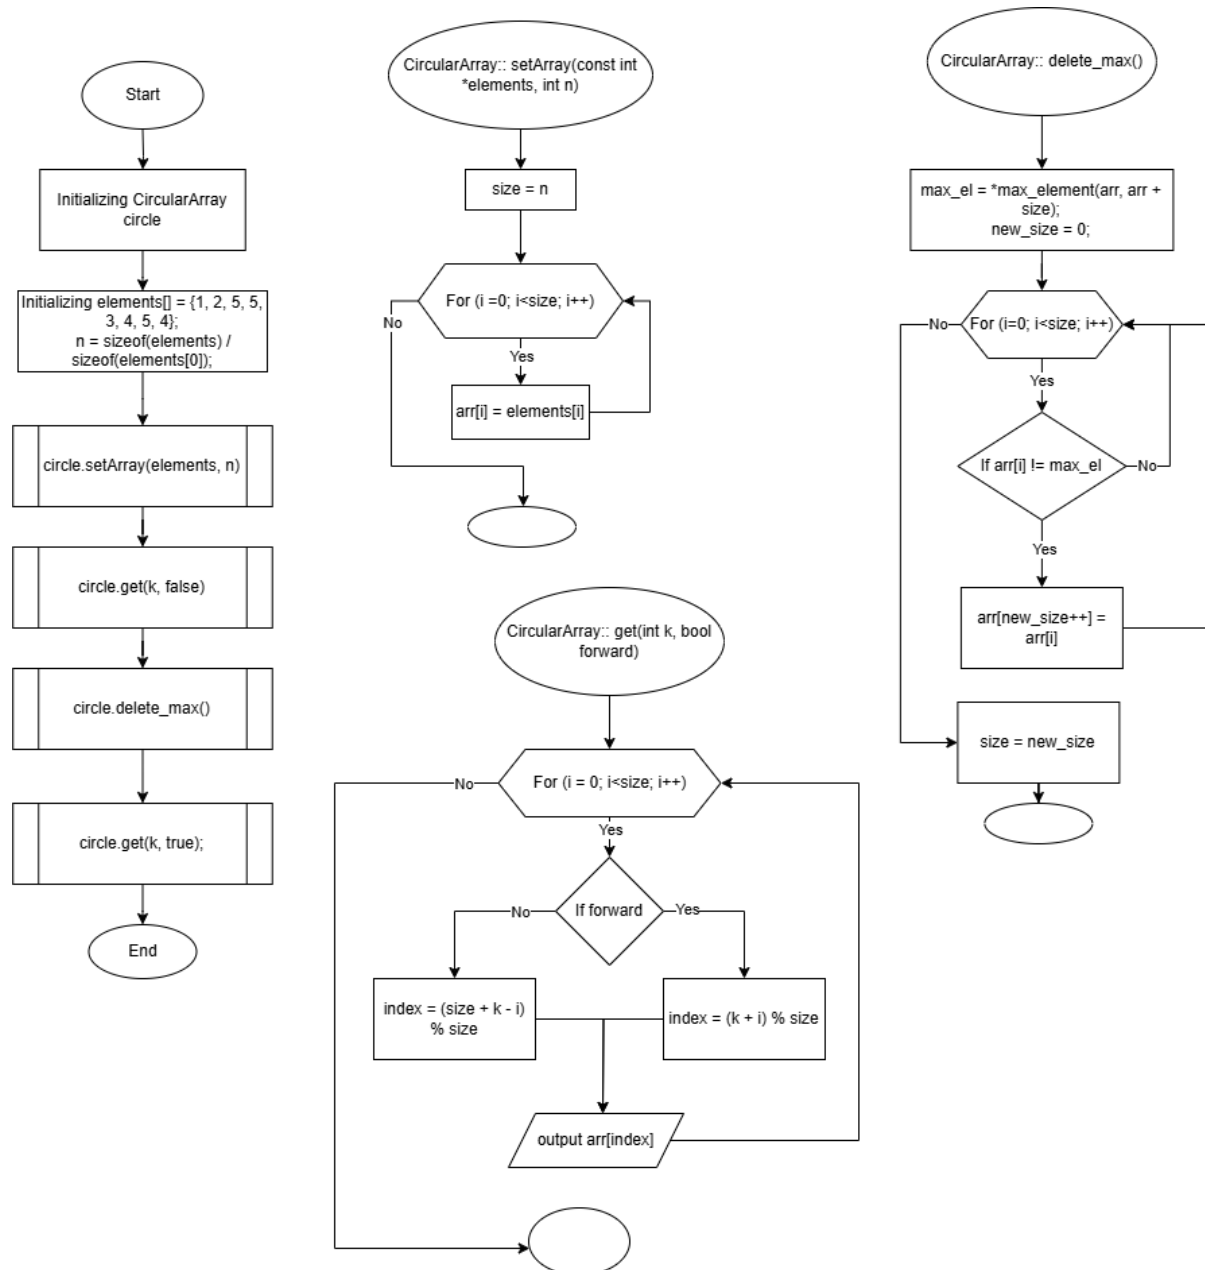 Start
Initializing CircularArray
circle
Initializing elements[] = {1, 2, 5, 5,
3, 4, 5, 4};
n = sizeof(elements) /
sizeof(elements[0]);
circle.setArray(elements, n)
circle.get(k, false)
circle.delete_max()
circle.get(k, true);
End
CircularArray:: setArray(const int
*elements, int n)
size = n
For (i =0; i<size; i++)
No
Yes
arr[i] = elements[i]
CircularArray:: get(int k, bool
forward)
For (i = 0; i<size; i++)
No
Yes
If forward
No
Yes
index = (size + k - i)
% size
index = (k + i) % size
output arr[index]
CircularArray:: delete_max()
max_el = *max_element(arr, arr +
size);
new_size = 0;
For (i=0; i<size; i++)
No
Yes
If arr[i] != max_el
No
Yes
arr[new_size++] =
arr[i]
size = new_size